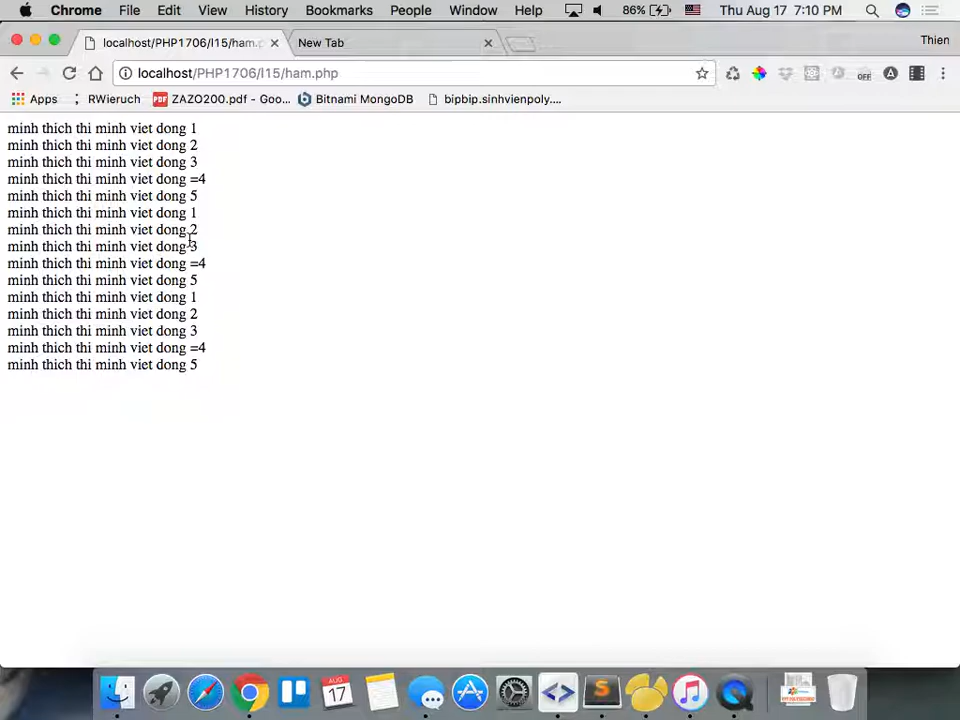 Chrome File Edit View History Bookmarks People Window Help 86% Thu Aug 17 7:10 PM
localhost/PHP1706/l15/ham.p New Tab Thien
localhost/PHP1706/l15/ham.php OFF A
Apps RWieruch PDF ZAZO200.pdf - Goo... Bitnami MongoDB bipbip.sinhvienpoly....
minh thich thi minh viet dong 1
minh thich thi minh viet dong 2
minh thich thi minh viet dong 3
minh thich thi minh viet dong =4
minh thich thi minh viet dong 5
minh thich thi minh viet dong 1
minh thich thi minh viet dong 2
minh thich thi minh viet dong 3
minh thich thi minh viet dong =4
minh thich thi minh viet dong 5
minh thich thi minh viet dong 1
minh thich thi minh viet dong 2
minh thich thi minh viet dong 3
minh thich thi minh viet dong =4
minh thich thi minh viet dong 5
AUG
17